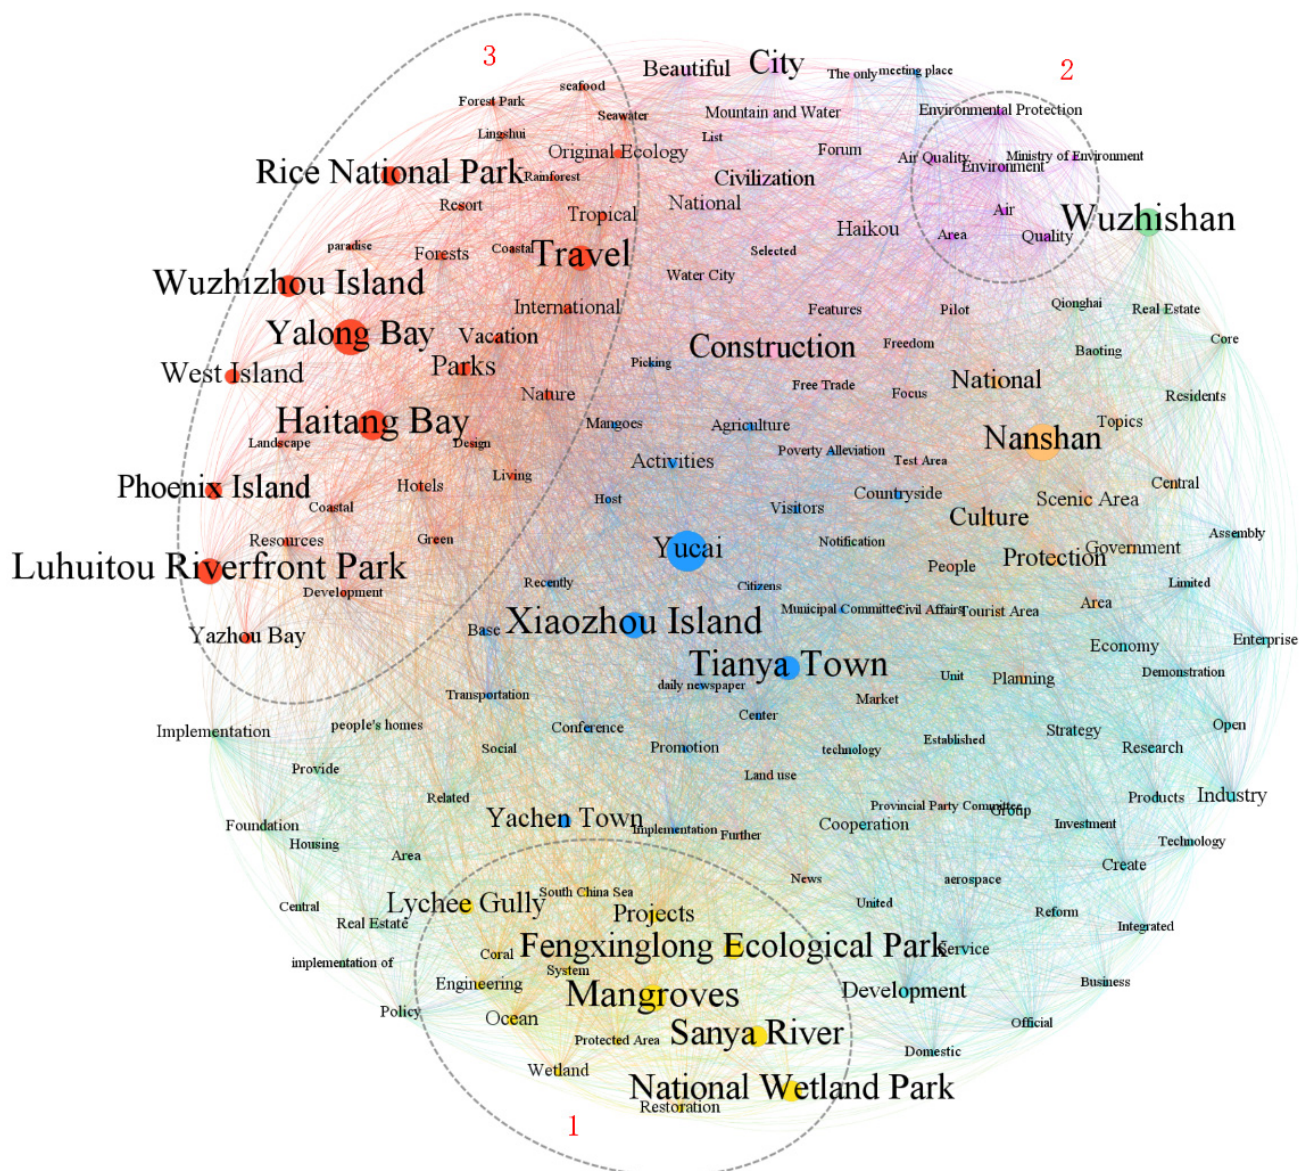 3
City
Beautiful
The only
meeting place
2
seafood
Forest Park
Seawater
Mountain and Water
Environmental Protection
Lingshui
List
Original Ecology
Forum
Air Quality
Ministry of Environment
Environment
Rice National Park
Rainforest
Civilization
Resort
National
Air
Tropical
Haikou
Area
Quality
Wuzhishan
paradise
Forests
Coastal
Travel
Selected
Water City
Wuzhizhou Island
International
Features
Pilot
Qionghai
Real Estate
Yalong Bay
Vacation
Construction
Freedom
Baoting
Core
West Island
Parks
Picking
Free Trade
Focus
National
Residents
Nature
Haitang Bay
Mangoes
Agriculture
Topics
Landscape
Design
Poverty Alleviation
Nanshan
Activities
Test Area
Phoenix Island
Hotels
Living
Host
Visitors
Countryside
Scenic Area
Central
Coastal
Culture
Resources
Green
Yucai
Notification
Protection
Government
Assembly
Luhuitou Riverfront Park
Development
Recently
Citizens
People
Limited
Yazhou Bay
Base
Xiaozhou Island
Municipal Committee
Civil Affairs
Tourist Area
Area
Enterprise
Tianya Town
Economy
Transportation
daily newspaper
Unit
Planning
Demonstration
Implementation
people's homes
Conference
Center
Market
Strategy
Open
Social
Promotion
technology
Established
Research
Provide
Land use
Related
Provincial Party Committee
Group
Products
Industry
Foundation
Yachen Town
Implementation
Further
Cooperation
Investment
Housing
Area
Technology
Create
News
aerospace
Central
Lychee Gully
South China Sea
Projects
United
Reform
Real Estate
Integrated
implementation of
Coral
Fengxinglong Ecological Park
Service
System
Engineering
Mangroves
Development
Business
Policy
Ocean
Official
Protected Area
Sanya River
Domestic
Wetland
National Wetland Park
Restoration
1